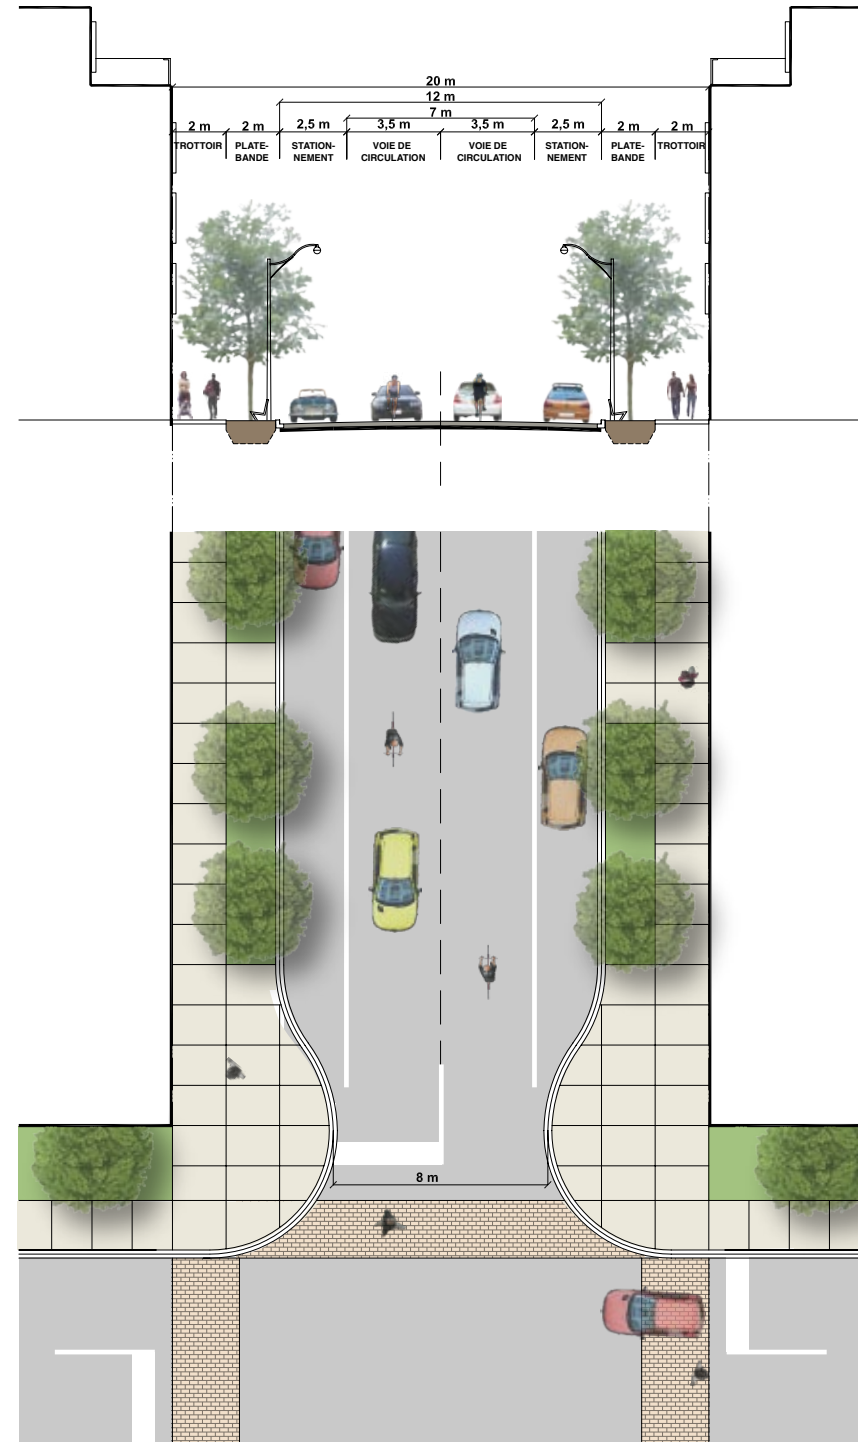 20 m
12 m
7 m
2 m 2 m 2,5 m 3,5 m 3,5 m 2,5 m 2 m 2 m
TROTTOIR PLATE- STATION- VOIE DE VOIE DE STATION- PLATE- TROTTOIR
BANDE NEMENT CIRCULATION CIRCULATION NEMENT BANDE
8 m